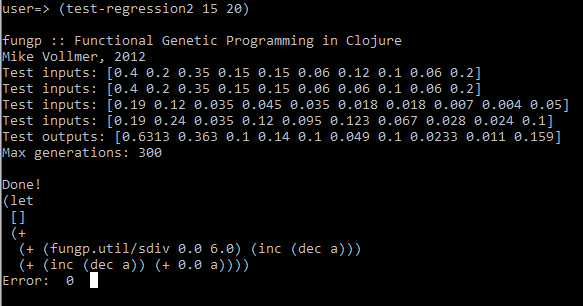 user=> (test-regression2 15 20)
fungp :: Functional Genetic Programming in Clojure
Mike Vollmer, 2012
Test inputs: [0.4 0.2 0.35 0.15 0.15 0.06 0.12 0.1 0.06 0.2]
Test inputs: [0.4 0.2 0.35 0.15 0.15 0.06 0.06 0.1 0.06 0.2]
Test inputs: [0.19 0.12 0.035 0.045 0.035 0.018 0.018 0.007 0.004 0.05]
Test inputs: [0.19 0.24 0.035 0.12 0.095 0.123 0.067 0.028 0.024 0.1]
Test outputs: [0.6313 0.363 0.1 0.14 0.1 0.049 0.1 0.0233 0.011 0.159]
Max generations: 300
Done!
(let
[]
(+
(+ (fungp.util/sdiv 0.0 6.0) (inc (dec a)))
(+ (inc (dec a)) (+ 0.0 a))))
Error:  0